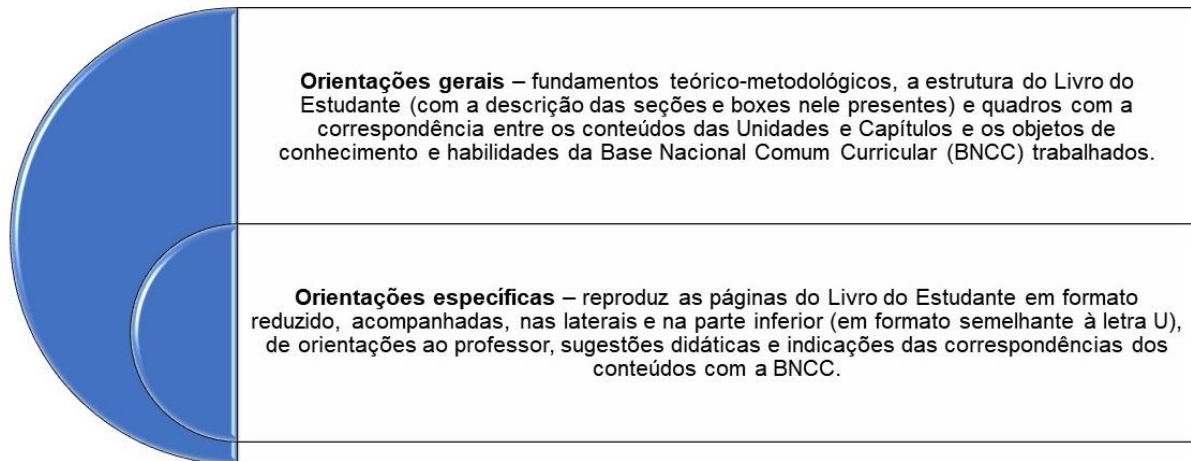 Orientações gerais – fundamentos teórico-metodológicos, a estrutura do Livro do
Estudante (com a descrição das seções e boxes nele presentes) e quadros com a
correspondência entre os conteúdos das Unidades e Capítulos e os objetos de
conhecimento e habilidades da Base Nacional Comum Curricular (BNCC) trabalhados.
Orientações específicas – reproduz as páginas do Livro do Estudante em formato
reduzido, acompanhadas, nas laterais e na parte inferior (em formato semelhante à letra U),
de orientações ao professor, sugestões didáticas e indicações das correspondências dos
conteúdos com a BNCC.